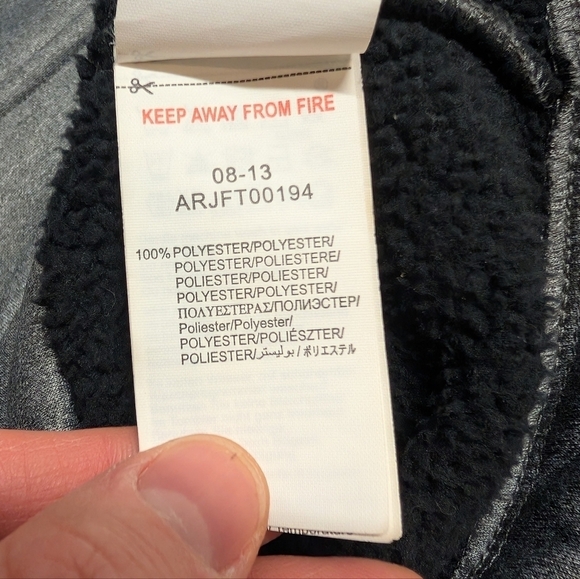 KEEP AWAY FROM FIRE
08-13
ARJFT00194
100% POLYESTER/POLYESTER/
POLYESTER/POLIESTERE/
POLIESTER/POLIESTER/
POLYESTER/POLYESTER/
ΠΟΛΥΕΣΤΕΡΑΣ/ПОЛИЭСТЕР/
Poliester/Polyester/
POLYESTER/POLIÉSZTER/
POLIESTER/بوليستر/ポリエステル